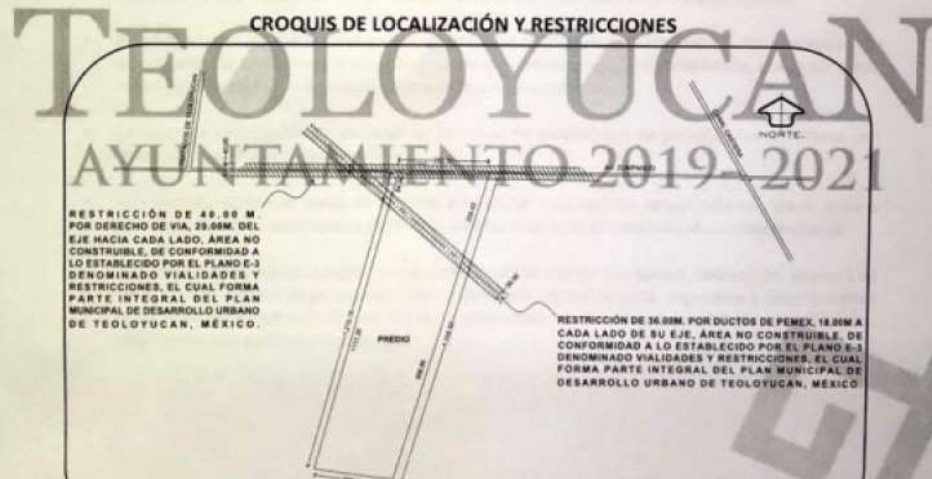 CROQUIS DE LOCALIZACIÓN Y RESTRICCIONES
TEOLOYUCAN
AYUNTAMIENTO 2019-2021
NORTE.
RESTRICCIÓN DE 40.00 M.
POR DERECHO DE VIA, 20.00M. DEL
EJE HACIA CADA LADO, ÁREA NO
CONSTRUIBLE, DE CONFORMIDAD A
LO ESTABLECIDO POR EL PLANO E-3
DENOMINADO VIALIDADES Y
RESTRICCIONES, EL CUAL FORMA
PARTE INTEGRAL DEL PLAN
MUNICIPAL DE DESARROLLO URBANO
DE TEOLOYUCAN, MÉXICO.
PREDIO
RESTRICCIÓN DE 36.00M. POR DUCTOS DE PEMEX, 18.00M A
CADA LADO DE SU EJE, ÁREA NO CONSTRUIBLE, DE
CONFORMIDAD A LO ESTABLECIDO POR EL PLANO E-3
DENOMINADO VIALIDADES Y RESTRICCIONES, EL CUAL
FORMA PARTE INTEGRAL DEL PLAN MUNICIPAL DE
DESARROLLO URBANO DE TEOLOYUCAN, MÉXICO